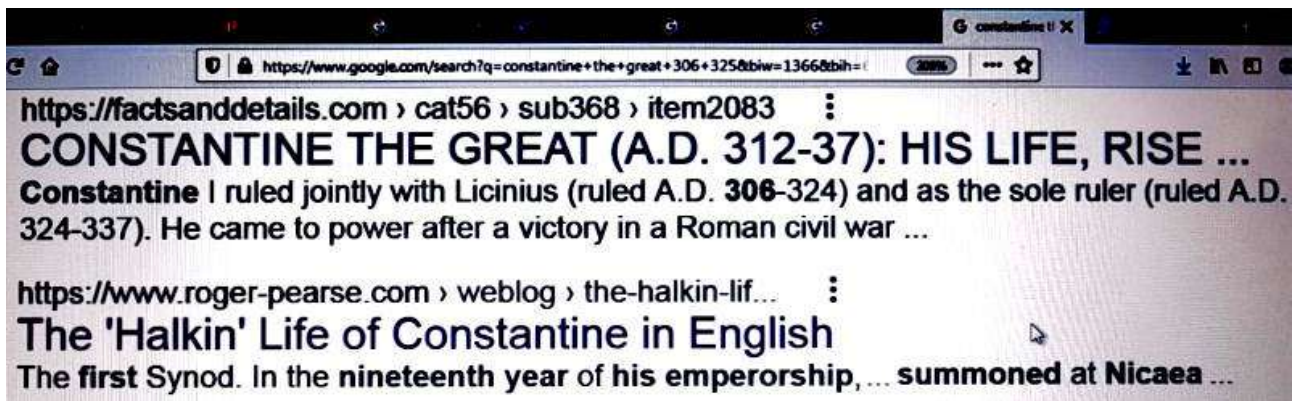 constantine t
https://www.google.com/search?q=constantine+the+great+306+325&biw=1366&bih=
200%
https://factsanddetails.com › cat56 › sub368 › item2083
CONSTANTINE THE GREAT (A.D. 312-37): HIS LIFE, RISE ...
Constantine I ruled jointly with Licinius (ruled A.D. 306-324) and as the sole ruler (ruled A.D.
324-337). He came to power after a victory in a Roman civil war ...
https://www.roger-pearse.com › weblog › the-halkin-lif...
The 'Halkin' Life of Constantine in English
The first Synod. In the nineteenth year of his emperorship, ... summoned at Nicaea ...